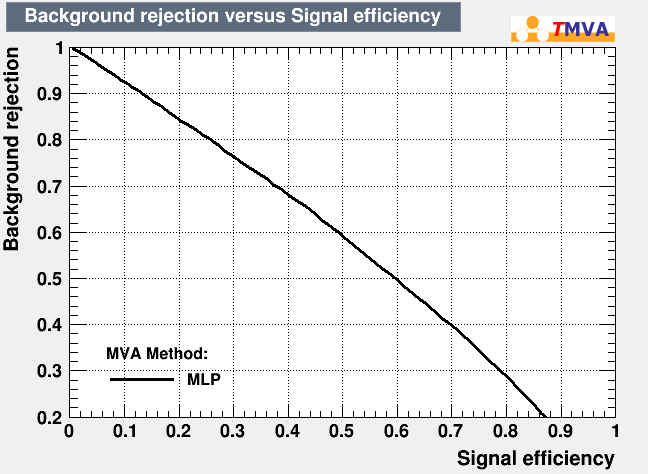 Background rejection versus Signal efficiency
TMVA
Background rejection
1
0.9
0.8
0.7
0.6
0.5
0.4
0.3
0.2
MVA Method:
MLP
0 0.1 0.2 0.3 0.4 0.5 0.6 0.7 0.8 0.9 1
Signal efficiency